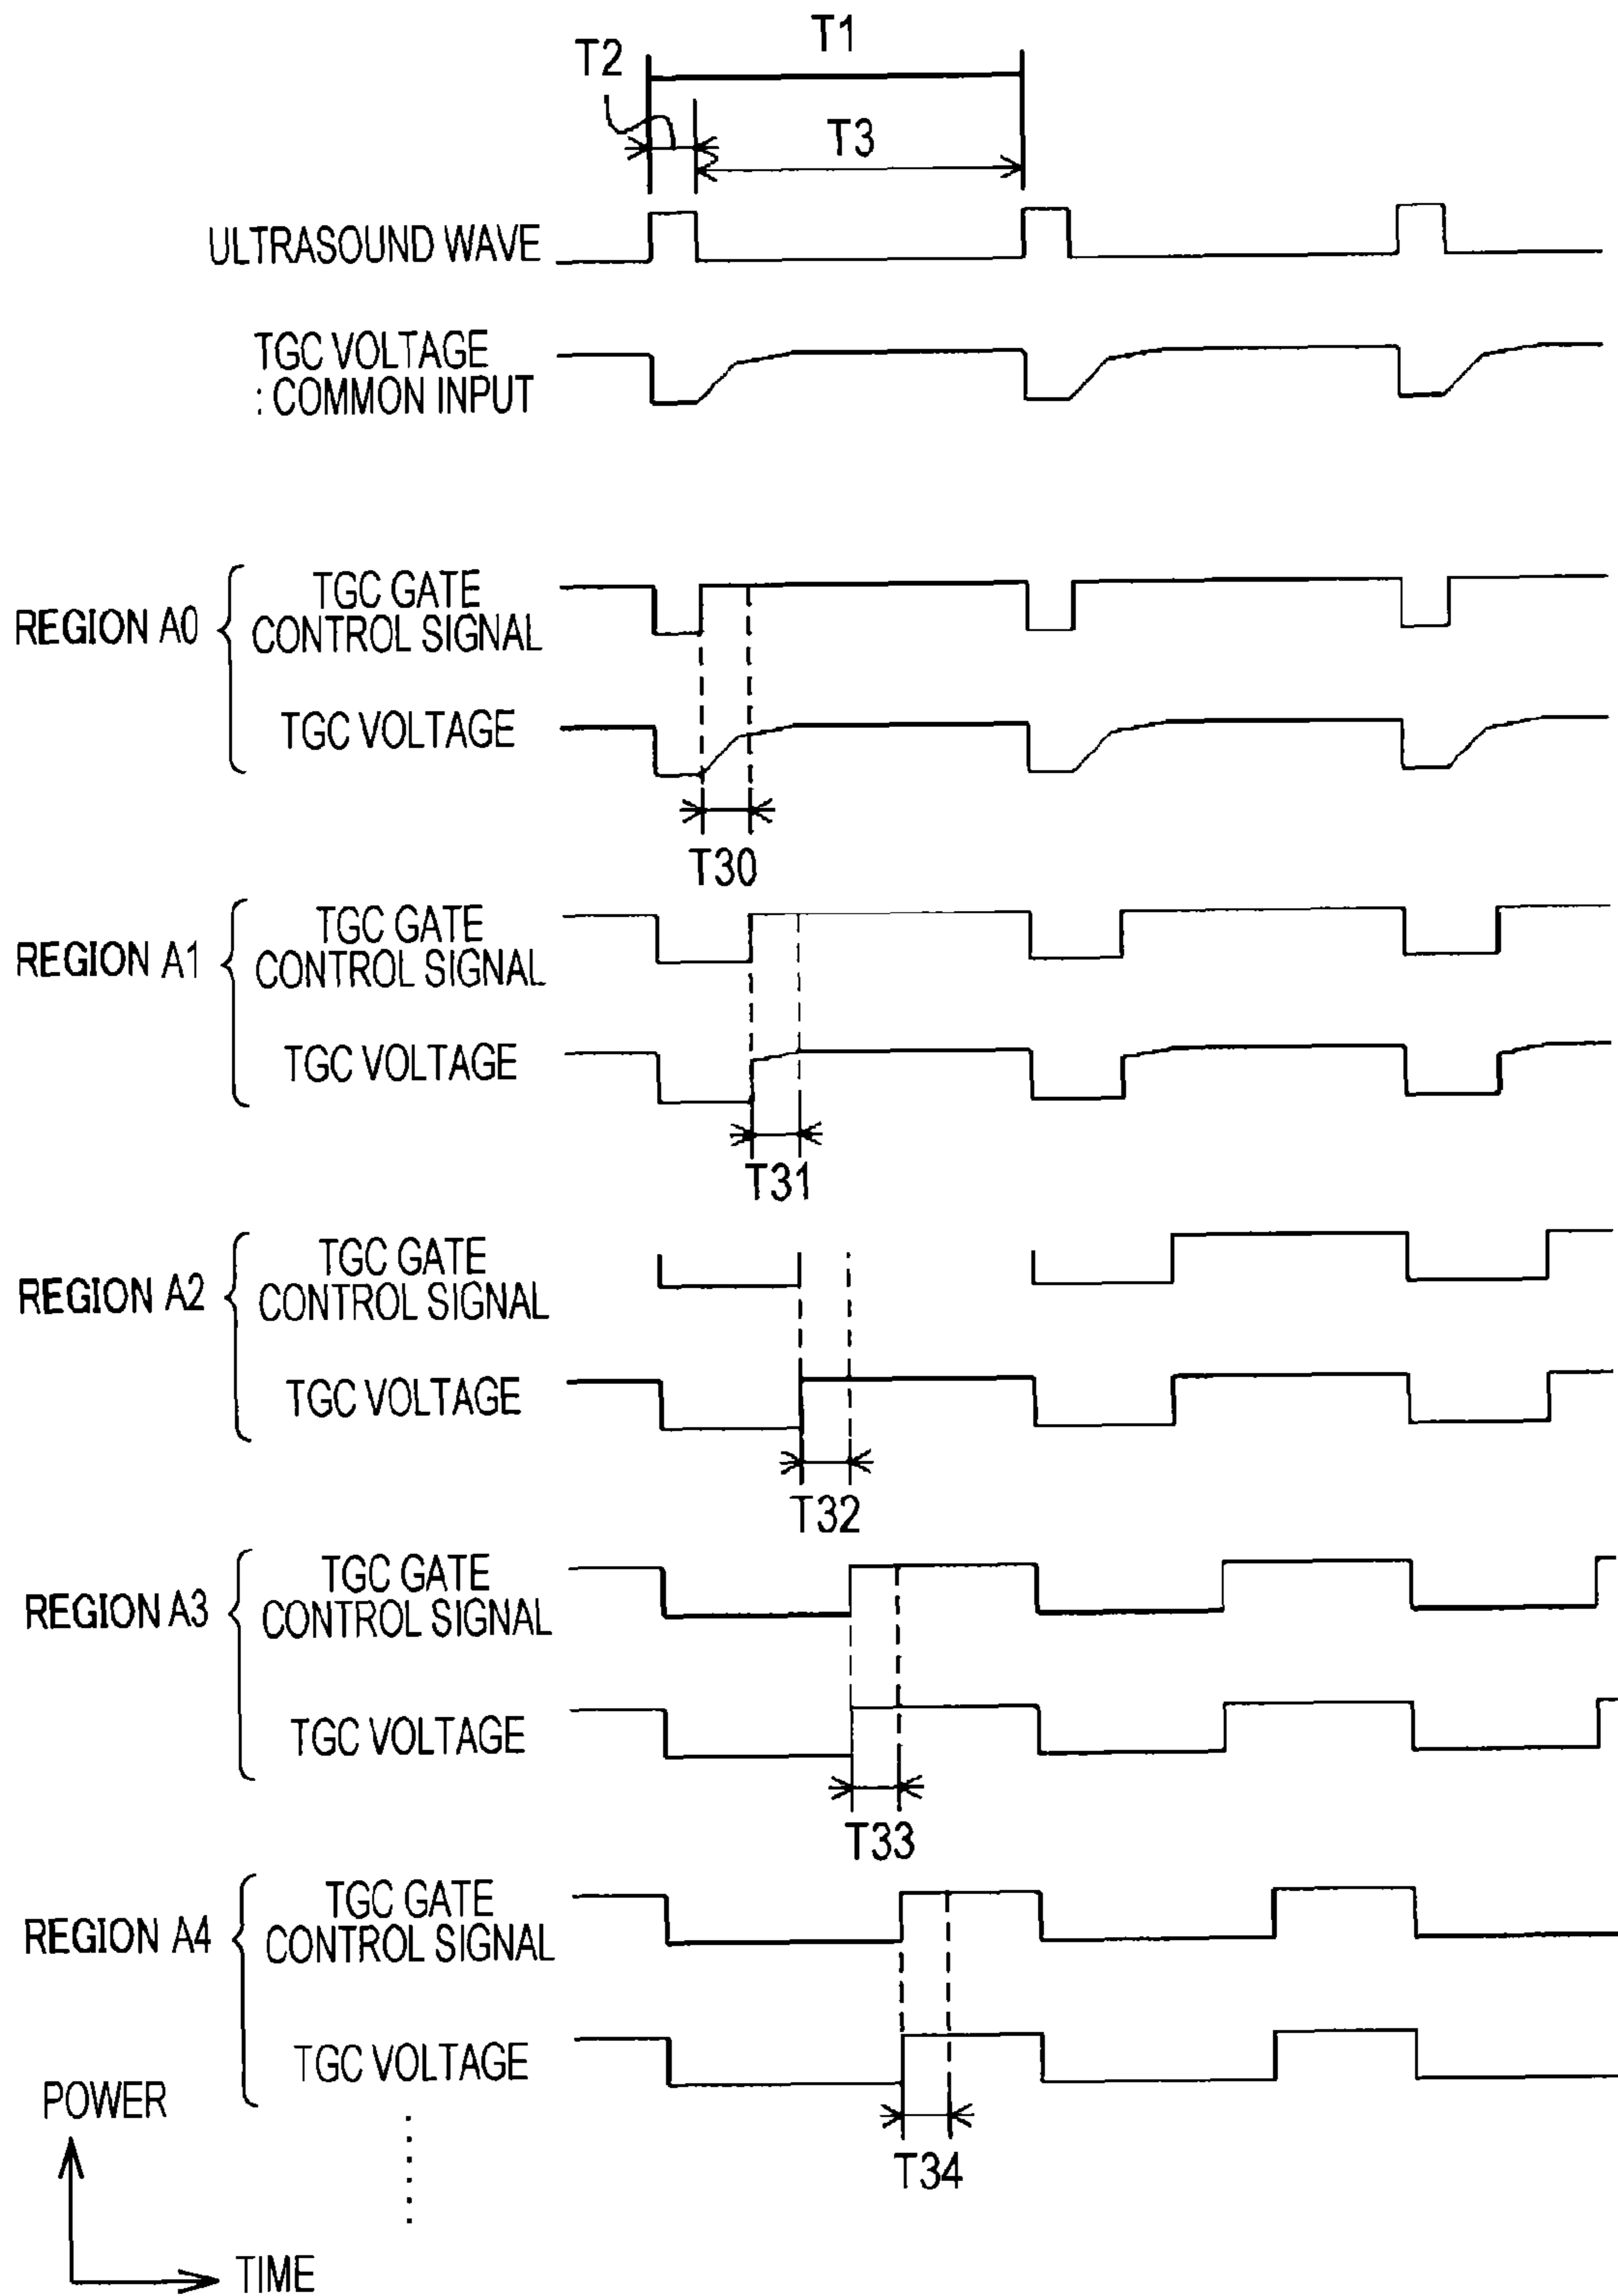 T1
T2
T3
ULTRASOUND WAVE
TGC VOLTAGE
: COMMON INPUT
REGION A0
TGC GATE
CONTROL SIGNAL
TGC VOLTAGE
T30
REGION A1
TGC GATE
CONTROL SIGNAL
TGC VOLTAGE
T31
REGION A2
TGC GATE
CONTROL SIGNAL
TGC VOLTAGE
T32
REGION A3
TGC GATE
CONTROL SIGNAL
TGC VOLTAGE
T33
REGION A4
TGC GATE
CONTROL SIGNAL
TGC VOLTAGE
T34
POWER
TIME